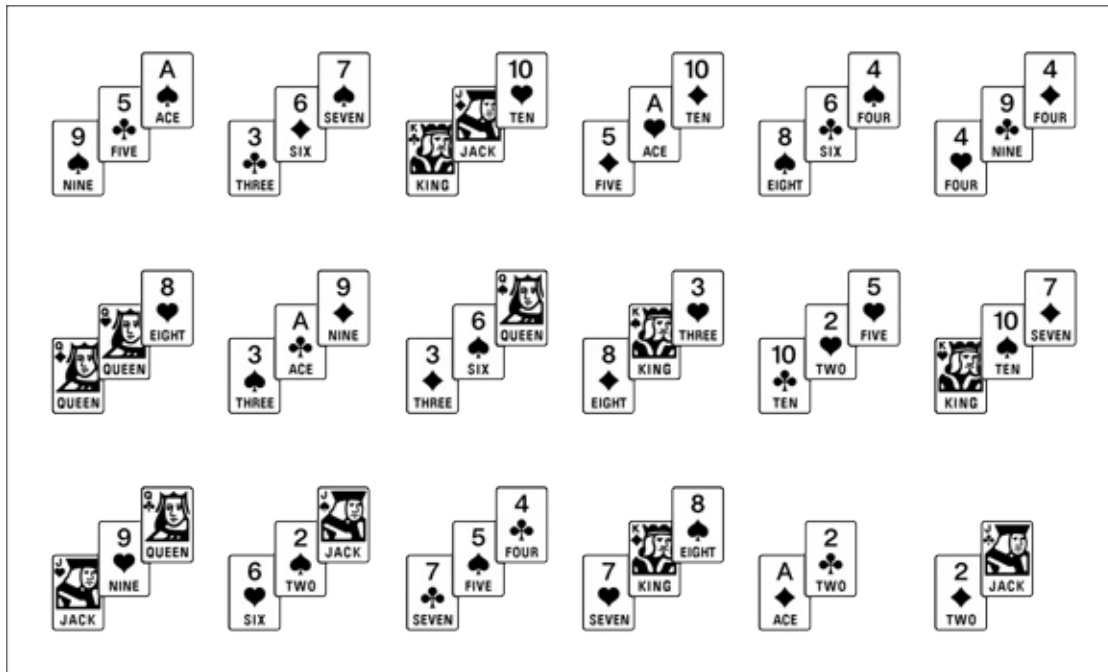 9
NINE
5
FIVE
A
ACE
3
THREE
6
SIX
7
SEVEN
K
KING
J
JACK
10
TEN
5
FIVE
A
ACE
10
TEN
8
EIGHT
6
SIX
4
FOUR
4
FOUR
9
NINE
4
FOUR
Q
QUEEN
Q
QUEEN
8
EIGHT
3
THREE
A
ACE
9
NINE
3
THREE
6
SIX
Q
QUEEN
8
EIGHT
K
KING
3
THREE
10
TEN
2
TWO
5
FIVE
K
KING
10
TEN
7
SEVEN
J
JACK
9
NINE
Q
QUEEN
6
SIX
2
TWO
J
JACK
7
SEVEN
5
FIVE
4
FOUR
7
SEVEN
K
KING
8
EIGHT
A
ACE
2
TWO
2
TWO
J
JACK